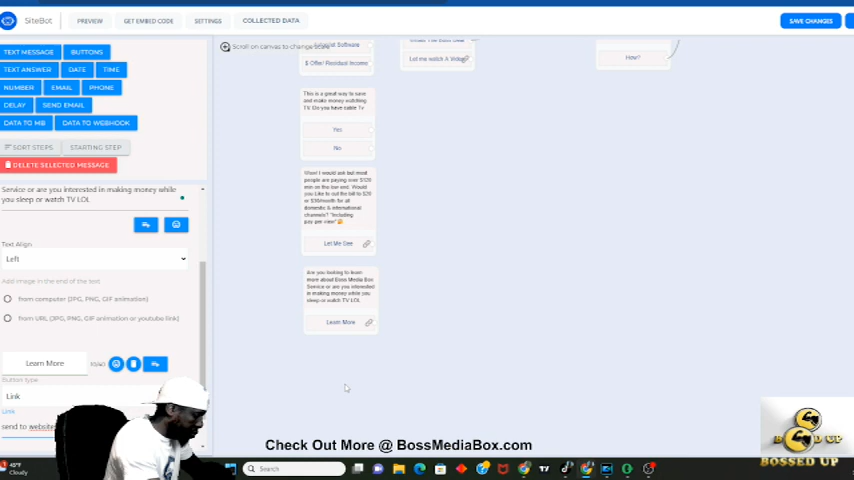 SiteBot
PREVIEW
GET EMBED CODE
SETTINGS
COLLECTED DATA
SAVE CHANGES
TEXT MESSAGE
BUTTONS
TEXT ANSWER
DATE
TIME
NUMBER
EMAIL
PHONE
DELAY
SEND EMAIL
DATA TO MB
DATA TO WEBHOOK
SORT STEPS
STARTING STEP
DELETE SELECTED MESSAGE
Service or are you interested in making money while
you sleep or watch TV LOL
Text Align
Left
Add image in the end of the text
from computer (JPG, PNG, GIF animation)
from URL (JPG, PNG, GIF animation or youtube link)
Learn More
Button type
Link
Link
send to website
Scroll on canvas to change scale
Software
$ Offer/ Residual Income
Let me watch A Video
How?
This is a great way to save
and make money watching
TV. Do you have cable Tv
Yes
No
Wow! I would ask but most
people are paying over $120
min on the low end. Would
you Like to cut the bill to $20
or $30/month for all
domestic & international
channels? "Including
pay per view"
Let Me See
Are you looking to learn
more about Boss Media Box
Service or are you interested
in making money while you
sleep or watch TV LOL
Learn More
Check Out More @ BossMediaBox.com
BOSSED UP
45°F
Cloudy
Search